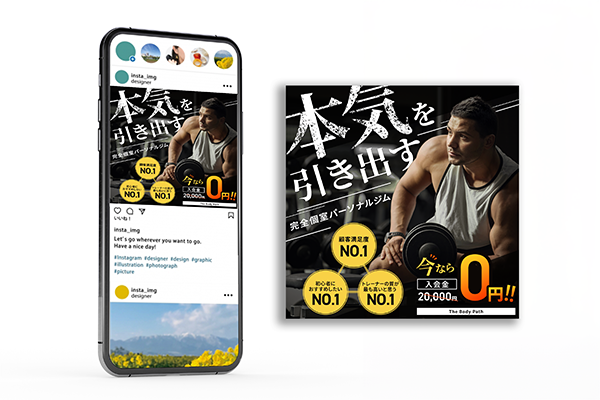 insta_img
designer
本気を
引き出す
完全個室パーソナルジム
顧客満足度
NO.1
初心者に
おすすめしたい
NO.1
トレーナーの質が
最も高いと思う
NO.1
今なら
入会金
20,000円
0円!!
The Body Path
いいね!
insta_img
Let's go wherever you want to go.
Have a nice day!
#Instagram #designer #design #graphic
#illustration #photograph
#picture
insta_img
designer
本気を
引き出す
完全個室パーソナルジム
顧客満足度
NO.1
初心者に
おすすめしたい
NO.1
トレーナーの質が
最も高いと思う
NO.1
今なら
入会金
20,000円
0円!!
The Body Path